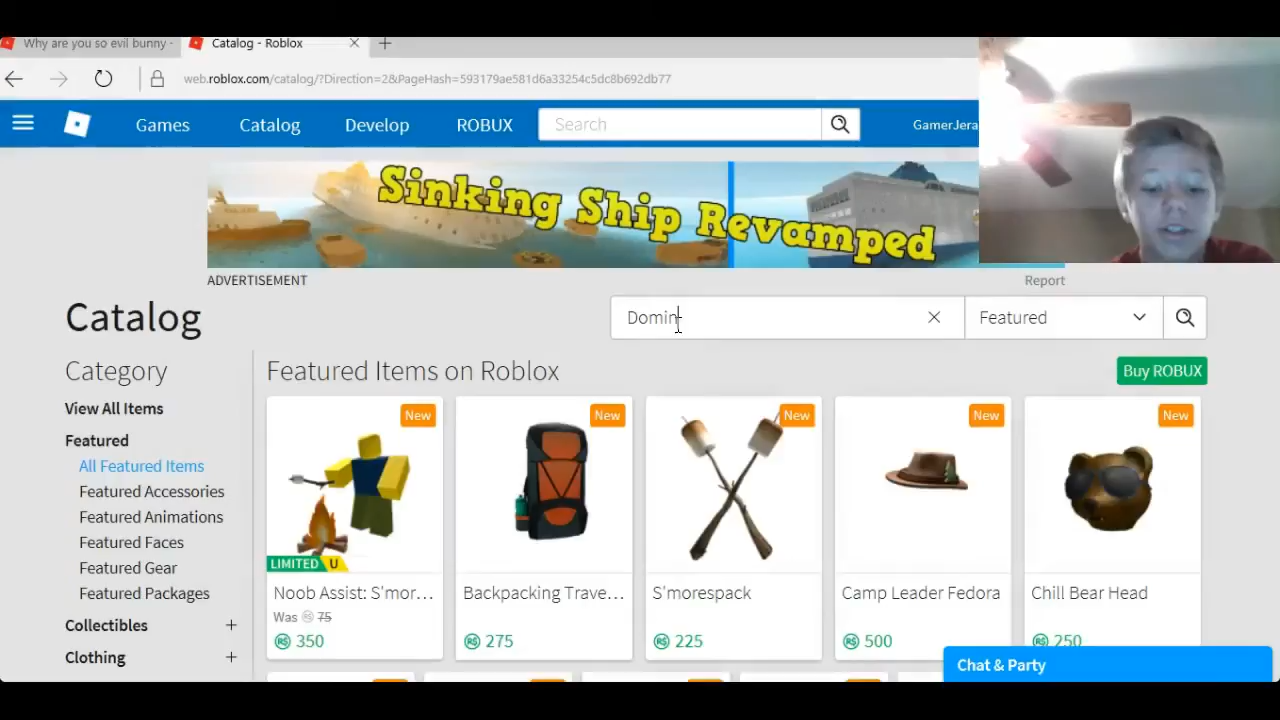 Why are you so evil bunny -
Catalog - Roblox
web.roblox.com/catalog/?Direction=2&PageHash=593179ae581d6a33254c5dc8b692db77
Games Catalog Develop ROBUX Search GamerJera
Sinking Ship Revamped
ADVERTISEMENT Report
Catalog
Domin Featured
Category
View All Items
Featured
All Featured Items
Featured Accessories
Featured Animations
Featured Faces
Featured Gear
Featured Packages
Collectibles +
Clothing +
Featured Items on Roblox
Buy ROBUX
New New New New New
LIMITED U
Noob Assist: S'mor...
Was R$ 75
R$ 350
Backpacking Trave...
R$ 275
S'morespack
R$ 225
Camp Leader Fedora
R$ 500
Chill Bear Head
R$ 250
Chat & Party